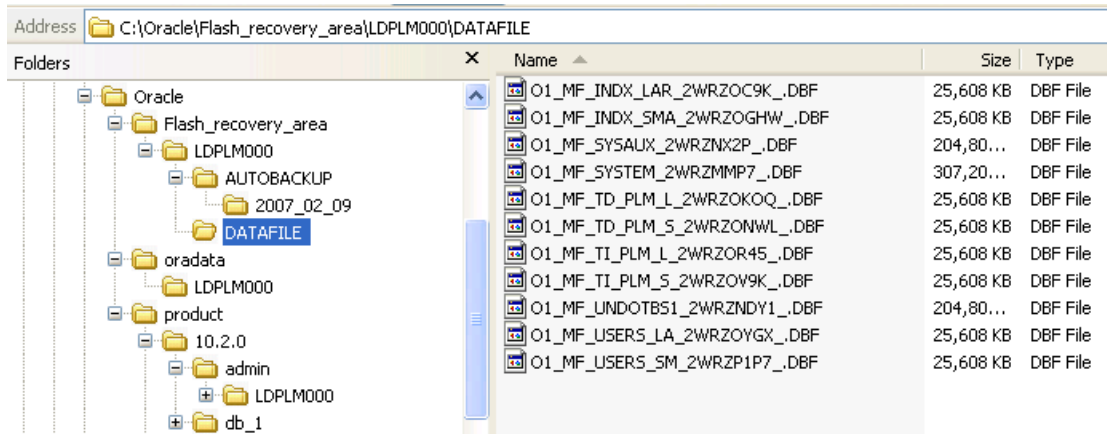 Address C:\Oracle\Flash_recovery_area\LDPLM000\DATAFILE
Folders
Oracle
Flash_recovery_area
LDPLM000
AUTOBACKUP
2007_02_09
DATAFILE
oradata
LDPLM000
product
10.2.0
admin
LDPLM000
db_1
Name Size Type
O1_MF_INDX_LAR_2WRZOC9K_.DBF 25,608 KB DBF File
O1_MF_INDX_SMA_2WRZOGHW_.DBF 25,608 KB DBF File
O1_MF_SYSAUX_2WRZNX2P_.DBF 204,80... DBF File
O1_MF_SYSTEM_2WRZMMP7_.DBF 307,20... DBF File
O1_MF_TD_PLM_L_2WRZOKOQ_.DBF 25,608 KB DBF File
O1_MF_TD_PLM_S_2WRZONWL_.DBF 25,608 KB DBF File
O1_MF_TI_PLM_L_2WRZOR45_.DBF 25,608 KB DBF File
O1_MF_TI_PLM_S_2WRZOV9K_.DBF 25,608 KB DBF File
O1_MF_UNDOTBS1_2WRZNDY1_.DBF 204,80... DBF File
O1_MF_USERS_LA_2WRZOYGX_.DBF 25,608 KB DBF File
O1_MF_USERS_SM_2WRZP1P7_.DBF 25,608 KB DBF File